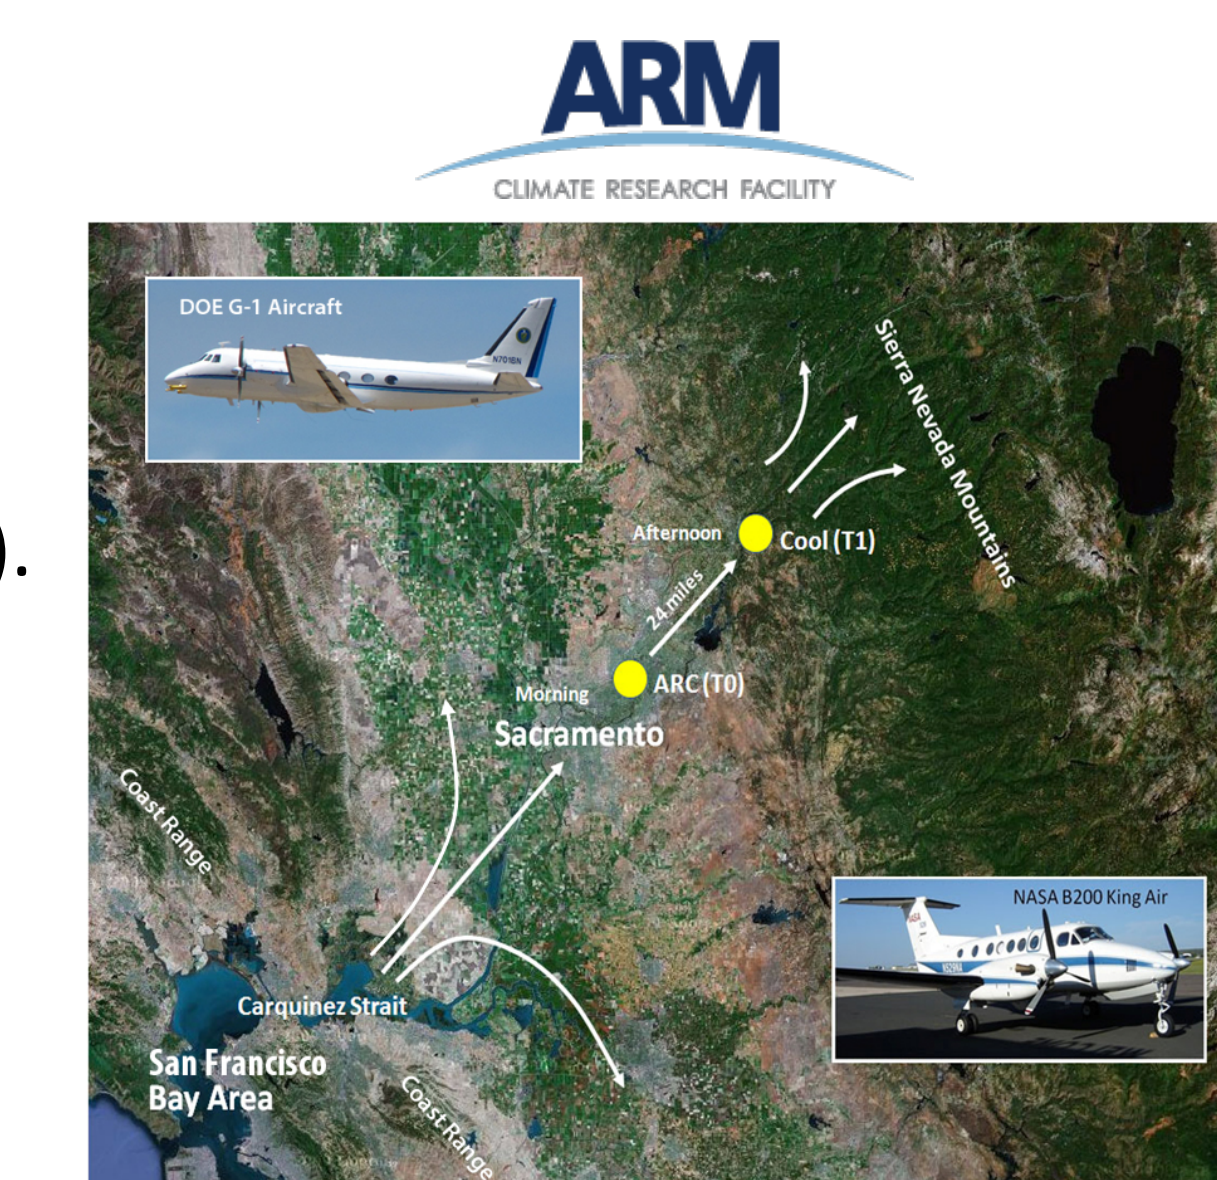 ARM
CLIMATE RESEARCH FACILITY
DOE G-1 Aircraft
N701BN
Sierra Nevada Mountains
Afternoon
Cool (T1)
24 miles
ARC (T0)
Morning
Sacramento
Coast Range
NASA B200 King Air
NASA
Carquinez Strait
San Francisco
Bay Area
Coast Range
).